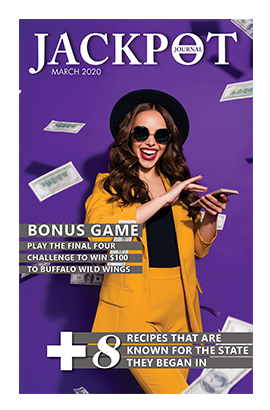 JACKPOT
JOURNAL
MARCH 2020
BONUS GAME
PLAY THE FINAL FOUR
CHALLENGE TO WIN $100
TO BUFFALO WILD WINGS
+8
RECIPES THAT ARE
KNOWN FOR THE STATE
THEY BEGAN IN